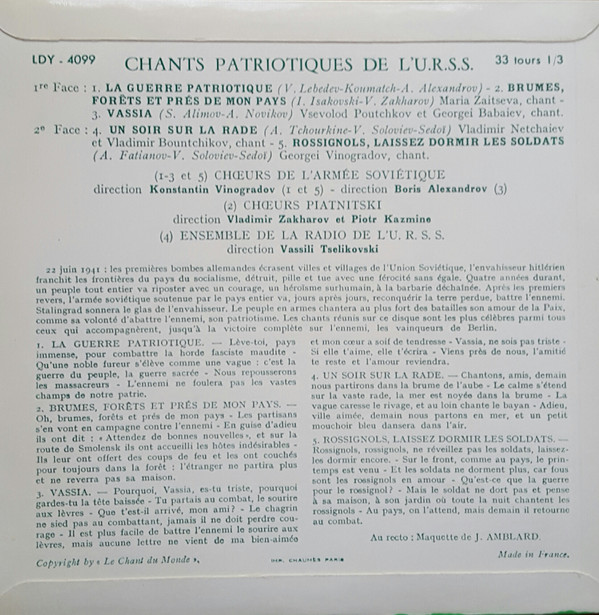 LDY - 4099 CHANTS PATRIOTIQUES DE L'U.R.S.S. 33 tours 1/3
1re Face : 1. LA GUERRE PATRIOTIQUE (V. Lebedev-Koumatch-A. Alexandrov) - 2. BRUMES,
FORÊTS ET PRÉS DE MON PAYS (I. Isakovski-V. Zakharov) Maria Zaitseva, chant -
3. VASSIA (S. Alimov-A. Novikov) Vsevolod Poutchkov et Georgei Babaiev, chant.
2e Face : 4. UN SOIR SUR LA RADE (A. Tchourkine-V. Soloviev-Sedoï) Vladimir Netchaiev
et Vladimir Bountchikov, chant - 5. ROSSIGNOLS, LAISSEZ DORMIR LES SOLDATS
(A. Fatianov-V. Soloviev-Sedoï) Georgei Vinogradov, chant.
(1-3 et 5) CHŒURS DE L'ARMÉE SOVIÉTIQUE
direction Konstantin Vinogradov (1 et 5) - direction Boris Alexandrov (3)
(2) CHŒURS PIATNITSKI
direction Vladimir Zakharov et Piotr Kazmine
(4) ENSEMBLE DE LA RADIO DE L'U. R. S. S.
direction Vassili Tselikovski
22 juin 1941 : les premières bombes allemandes écrasent villes et villages de l'Union Soviétique, l'envahisseur hitlérien
franchit les frontières du pays du socialisme, détruit, pille et tue avec une férocité sans égale. Quatre années durant,
un peuple tout entier va riposter avec un courage, un héroïsme surhumain, à la barbarie déchaînée. Après les premiers
revers, l'armée soviétique soutenue par le pays entier va, jours après jours, reconquérir la terre perdue, battre l'ennemi.
Stalingrad sonnera le glas de l'envahisseur. Le peuple en armes chantera au plus fort des batailles son amour de la Paix,
comme sa volonté d'abattre l'ennemi, son patriotisme. Les chants réunis sur ce disque sont les plus célèbres parmi tous
ceux qui accompagnèrent, jusqu'à la victoire complète sur l'ennemi, les vainqueurs de Berlin.
1. LA GUERRE PATRIOTIQUE. — Lève-toi, pays
immense, pour combattre la horde fasciste maudite -
Qu'une noble fureur s'élève comme une vague : c'est la
guerre du peuple, la guerre sacrée - Nous repousserons
les massacreurs - L'ennemi ne foulera pas les vastes
champs de notre patrie.
2. BRUMES, FORÊTS ET PRÉS DE MON PAYS. —
Oh, brumes, forêts et prés de mon pays - Les partisans
s'en vont en campagne contre l'ennemi - En guise d'adieu
ils ont dit : « Attendez de bonnes nouvelles », et sur la
route de Smolensk ils ont accueilli les hôtes indésirables -
Ils leur ont offert des coups de feu et les ont couchés
pour toujours dans la forêt : l'étranger ne partira plus
et ne reverra pas sa maison.
3. VASSIA. — Pourquoi, Vassia, es-tu triste, pourquoi
gardes-tu la tête baissée - Tu partais au combat, le sourire
aux lèvres - Que t'est-il arrivé, mon ami? - Le chagrin
ne sied pas au combattant, jamais il ne doit perdre cou-
rage - Il est plus facile de battre l'ennemi le sourire aux
lèvres, mais aucune lettre ne vient de ma bien-aimée
et mon cœur a soif de tendresse - Vassia, ne sois pas triste -
Si elle t'aime, elle t'écrira - Viens près de nous, l'amitié
te reste et l'amour reviendra.
4. UN SOIR SUR LA RADE. — Chantons, amis, demain
nous partirons dans la brume de l'aube - Le calme s'étend
sur la vaste rade, la mer est noyée dans la brume - La
vague caresse le rivage, et au loin chante le bayan - Adieu,
ville aimée, demain nous partons en mer, et un petit
mouchoir bleu dansera dans l'air.
5. ROSSIGNOLS, LAISSEZ DORMIR LES SOLDATS. —
Rossignols, rossignols, ne réveillez pas les soldats, laissez-
les dormir encore. - Sur le front, comme au pays, le prin-
temps est venu - Et les soldats ne dorment plus, car fous
sont les rossignols en amour - Qu'est-ce que la guerre
pour le rossignol? - Mais le soldat ne dort pas et pense
à sa maison, à son jardin où toute la nuit chantent les
rossignols - Au pays, on l'attend, mais demain il retourne
au combat.
Au recto : Maquette de J. AMBLARD.
Copyright by « Le Chant du Monde ». IMP. CHAUMÈS PARIS Made in France.